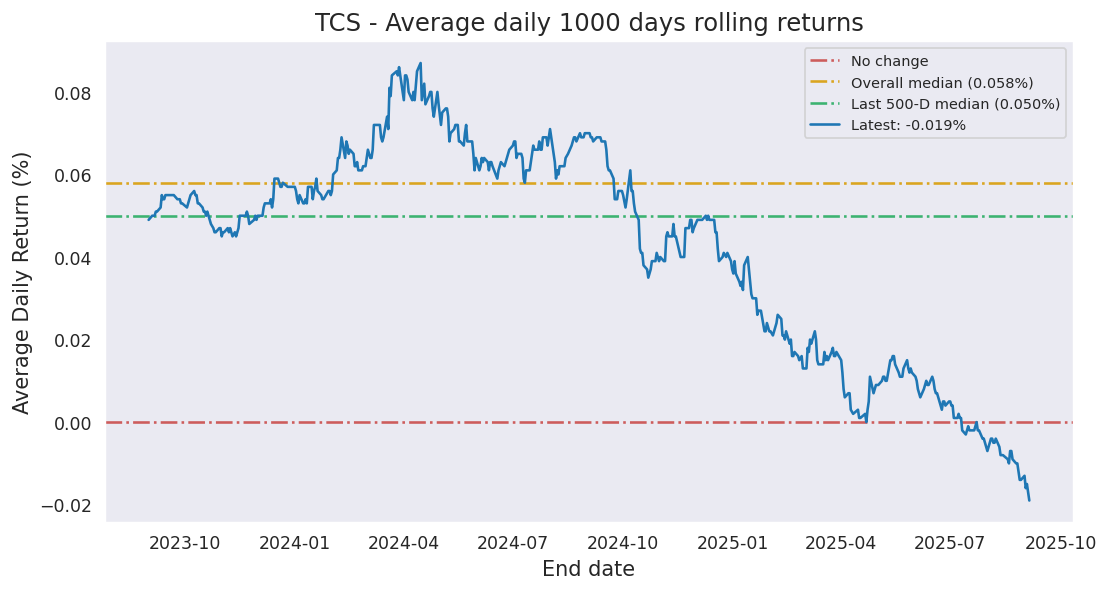 TCS - Average daily 1000 days rolling returns
No change
Overall median (0.058%)
Last 500-D median (0.050%)
Latest: -0.019%
Average Daily Return (%)
0.08
0.06
0.04
0.02
0.00
−0.02
2023-10 2024-01 2024-04 2024-07 2024-10 2025-01 2025-04 2025-07 2025-10
End date